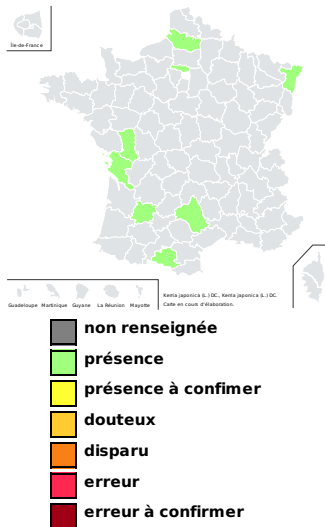 Île-de-France
Guadeloupe Martinique Guyane La Réunion Mayotte
Kerria japonica (L.) DC., Kerria japonica (L.) DC.
Carte en cours d'élaboration.
non renseignée
présence
présence à confimer
douteux
disparu
erreur
erreur à confirmer